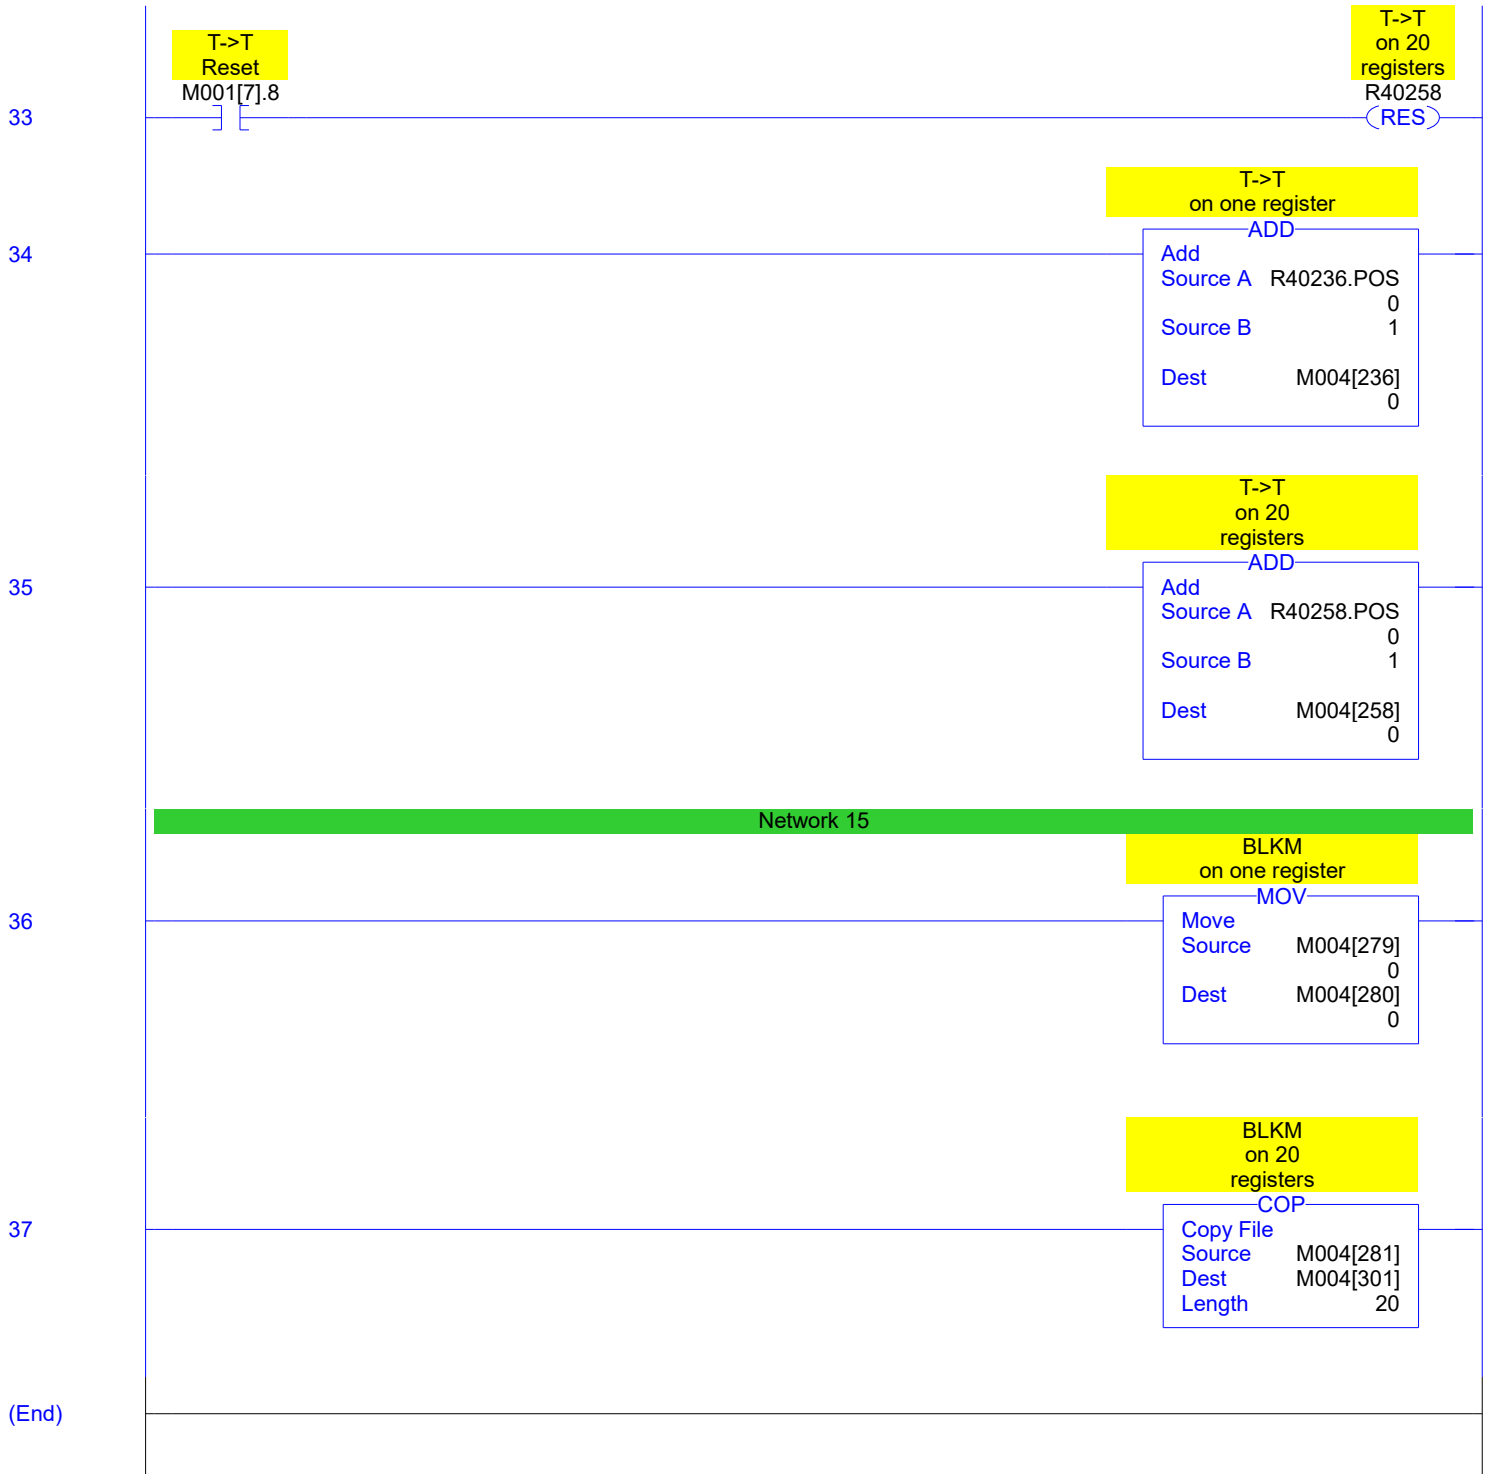 T->T
Reset
M001[7].8
T->T
on 20
registers
R40258
33
RES
T->T
on one register
ADD
34
Add
Source A R40236.POS
0
Source B 1
Dest M004[236]
0
T->T
on 20
registers
ADD
35
Add
Source A R40258.POS
0
Source B 1
Dest M004[258]
0
Network 15
BLKM
on one register
MOV
36
Move
Source M004[279]
0
Dest M004[280]
0
BLKM
on 20
registers
COP
37
Copy File
Source M004[281]
Dest M004[301]
Length 20
(End)